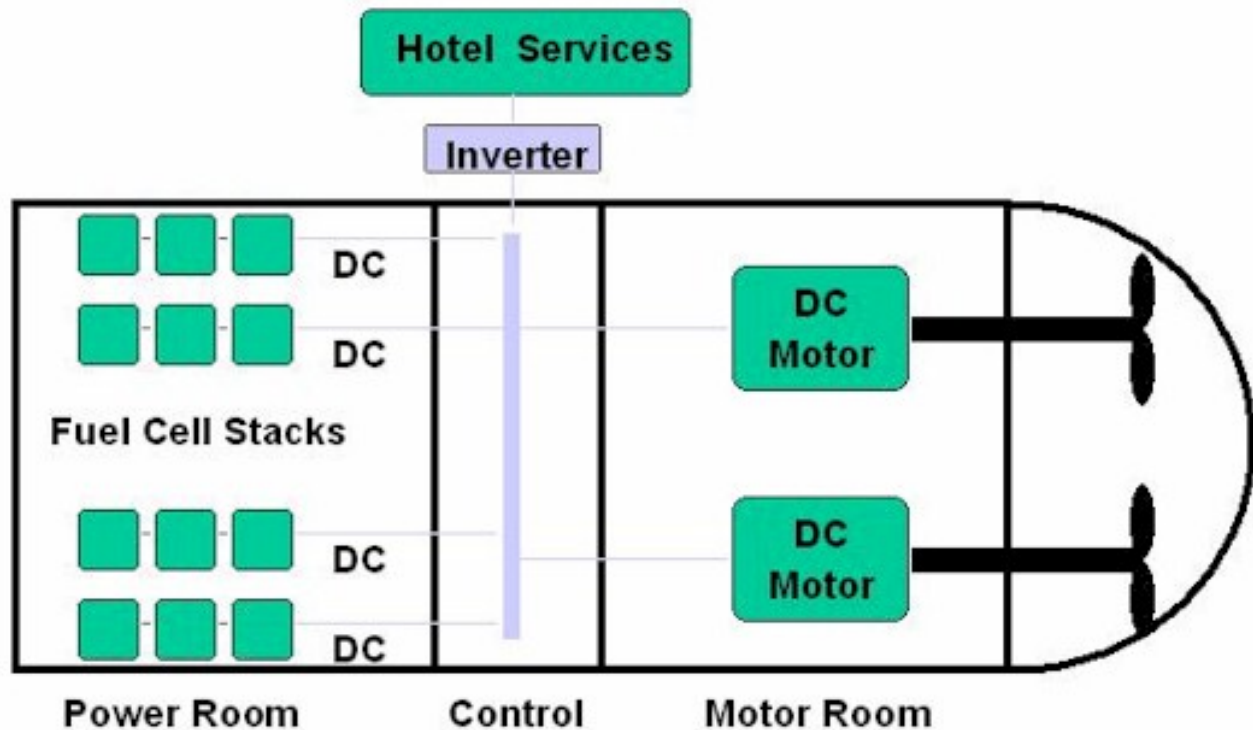 Hotel Services
Inverter
DC
DC
DC
Motor
Fuel Cell Stacks
DC
DC
DC
Motor
Power Room
Control
Motor Room